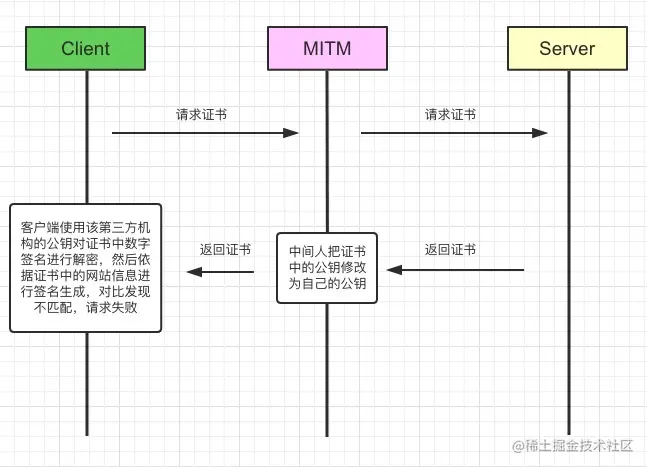 Client
MITM
Server
请求证书
请求证书
客户端使用该第三方机
构的公钥对证书中数字
签名进行解密，然后依
据证书中的网站信息进
行签名生成，对比发现
不匹配，请求失败
返回证书
中间人把证书
中的公钥修改
为自己的公钥
返回证书
@稀土掘金技术社区